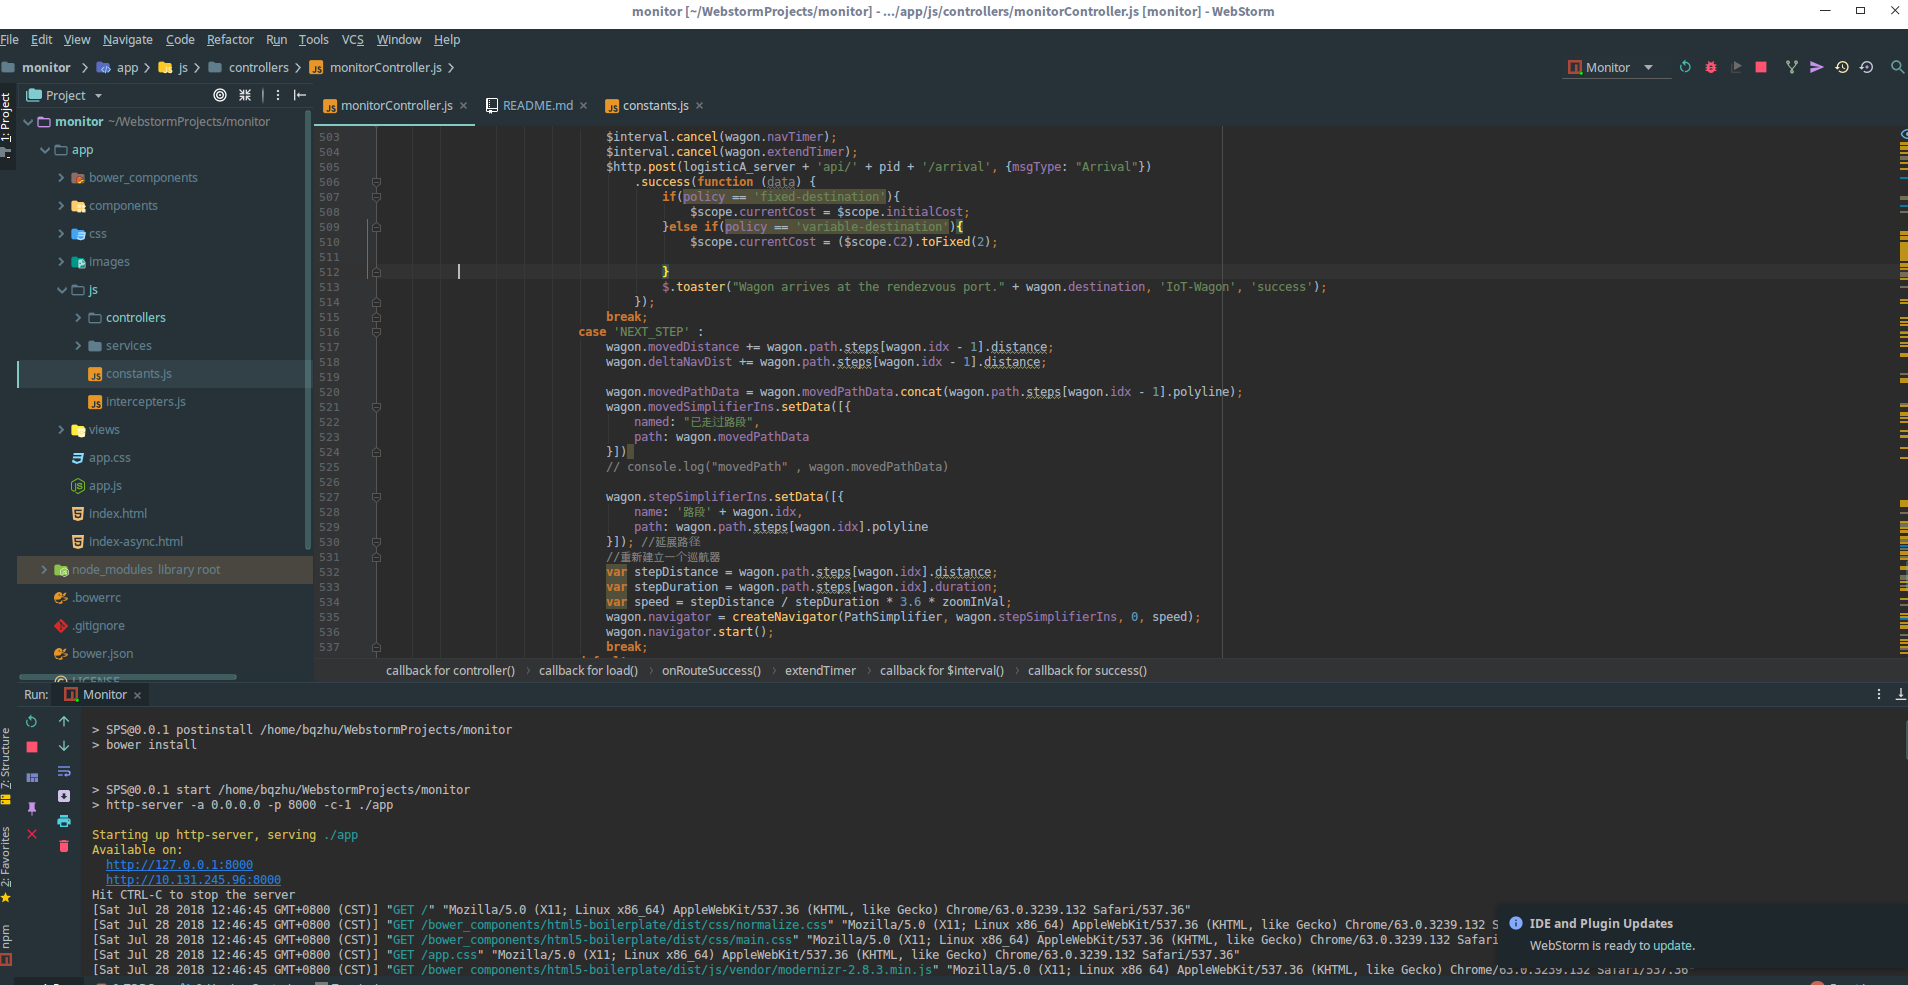 monitor [~/WebstormProjects/monitor] - .../app/js/controllers/monitorController.js [monitor] - WebStorm
File Edit View Navigate Code Refactor Run Tools VCS Window Help
monitor app js controllers monitorController.js Monitor
1: Project
Project
monitorController.js README.md constants.js
monitor ~/WebstormProjects/monitor
app
bower_components
components
css
images
js
controllers
services
constants.js
intercepters.js
views
app.css
app.js
index.html
index-async.html
node_modules library root
.bowerrc
.gitignore
bower.json
LICENSE
503 $interval.cancel(wagon.navTimer);
504 $interval.cancel(wagon.extendTimer);
505 $http.post(logisticA_server + 'api/' + pid + '/arrival', {msgType: "Arrival"})
506 .success(function (data) {
507 if(policy == 'fixed-destination'){
508 $scope.currentCost = $scope.initialCost;
509 }else if(policy == 'variable-destination'){
510 $scope.currentCost = ($scope.C2).toFixed(2);
511
512 }
513 $.toaster("Wagon arrives at the rendezvous port." + wagon.destination, 'IoT-Wagon', 'success');
514 });
515 break;
516 case 'NEXT_STEP' :
517 wagon.movedDistance += wagon.path.steps[wagon.idx - 1].distance;
518 wagon.deltaNavDist += wagon.path.steps[wagon.idx - 1].distance;
519
520 wagon.movedPathData = wagon.movedPathData.concat(wagon.path.steps[wagon.idx - 1].polyline);
521 wagon.movedSimplifierIns.setData([{
522 named: "已走过路段",
523 path: wagon.movedPathData
524 }])
525 // console.log("movedPath" , wagon.movedPathData)
526
527 wagon.stepSimplifierIns.setData([{
528 name: '路段' + wagon.idx,
529 path: wagon.path.steps[wagon.idx].polyline
530 }]); //延展路径
531 //重新建立一个巡航器
532 var stepDistance = wagon.path.steps[wagon.idx].distance;
533 var stepDuration = wagon.path.steps[wagon.idx].duration;
534 var speed = stepDistance / stepDuration * 3.6 * zoomInVal;
535 wagon.navigator = createNavigator(PathSimplifier, wagon.stepSimplifierIns, 0, speed);
536 wagon.navigator.start();
537 break;
callback for controller() callback for load() onRouteSuccess() extendTimer callback for $interval() callback for success()
Run: Monitor
7: Structure
2: Favorites
npm
> SPS@0.0.1 postinstall /home/bqzhu/WebstormProjects/monitor
> bower install
> SPS@0.0.1 start /home/bqzhu/WebstormProjects/monitor
> http-server -a 0.0.0.0 -p 8000 -c-1 ./app
Starting up http-server, serving ./app
Available on:
http://127.0.0.1:8000
http://10.131.245.96:8000
Hit CTRL-C to stop the server
[Sat Jul 28 2018 12:46:45 GMT+0800 (CST)] "GET /" "Mozilla/5.0 (X11; Linux x86_64) AppleWebKit/537.36 (KHTML, like Gecko) Chrome/63.0.3239.132 Safari/537.36"
[Sat Jul 28 2018 12:46:45 GMT+0800 (CST)] "GET /bower_components/html5-boilerplate/dist/css/normalize.css" "Mozilla/5.0 (X11; Linux x86_64) AppleWebKit/537.36 (KHTML, like Gecko) Chrome/63.0.3239.132 S
[Sat Jul 28 2018 12:46:45 GMT+0800 (CST)] "GET /bower_components/html5-boilerplate/dist/css/main.css" "Mozilla/5.0 (X11; Linux x86_64) AppleWebKit/537.36 (KHTML, like Gecko) Chrome/63.0.3239.132 Safari
[Sat Jul 28 2018 12:46:45 GMT+0800 (CST)] "GET /app.css" "Mozilla/5.0 (X11; Linux x86_64) AppleWebKit/537.36 (KHTML, like Gecko) Chrome/63.0.3239.132 Safari/537.36"
[Sat Jul 28 2018 12:46:45 GMT+0800 (CST)] "GET /bower_components/html5-boilerplate/dist/js/vendor/modernizr-2.8.3.min.js" "Mozilla/5.0 (X11; Linux x86_64) AppleWebKit/537.36 (KHTML, like Gecko) Chrome/63.0.3239.132 Safari/537.36"
IDE and Plugin Updates
WebStorm is ready to update.